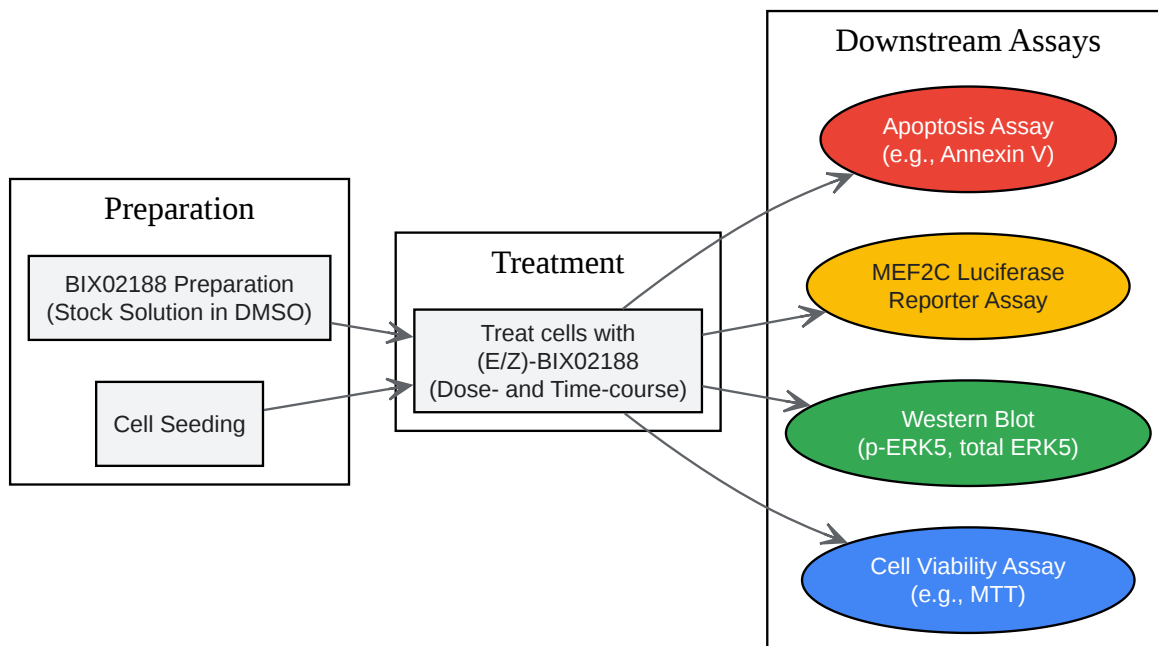 Preparation
BIX02188 Preparation
(Stock Solution in DMSO)
Cell Seeding
Treatment
Treat cells with
(E/Z)-BIX02188
(Dose- and Time-course)
Downstream Assays
Apoptosis Assay
(e.g., Annexin V)
MEF2C Luciferase
Reporter Assay
Western Blot
(p-ERK5, total ERK5)
Cell Viability Assay
(e.g., MTT)